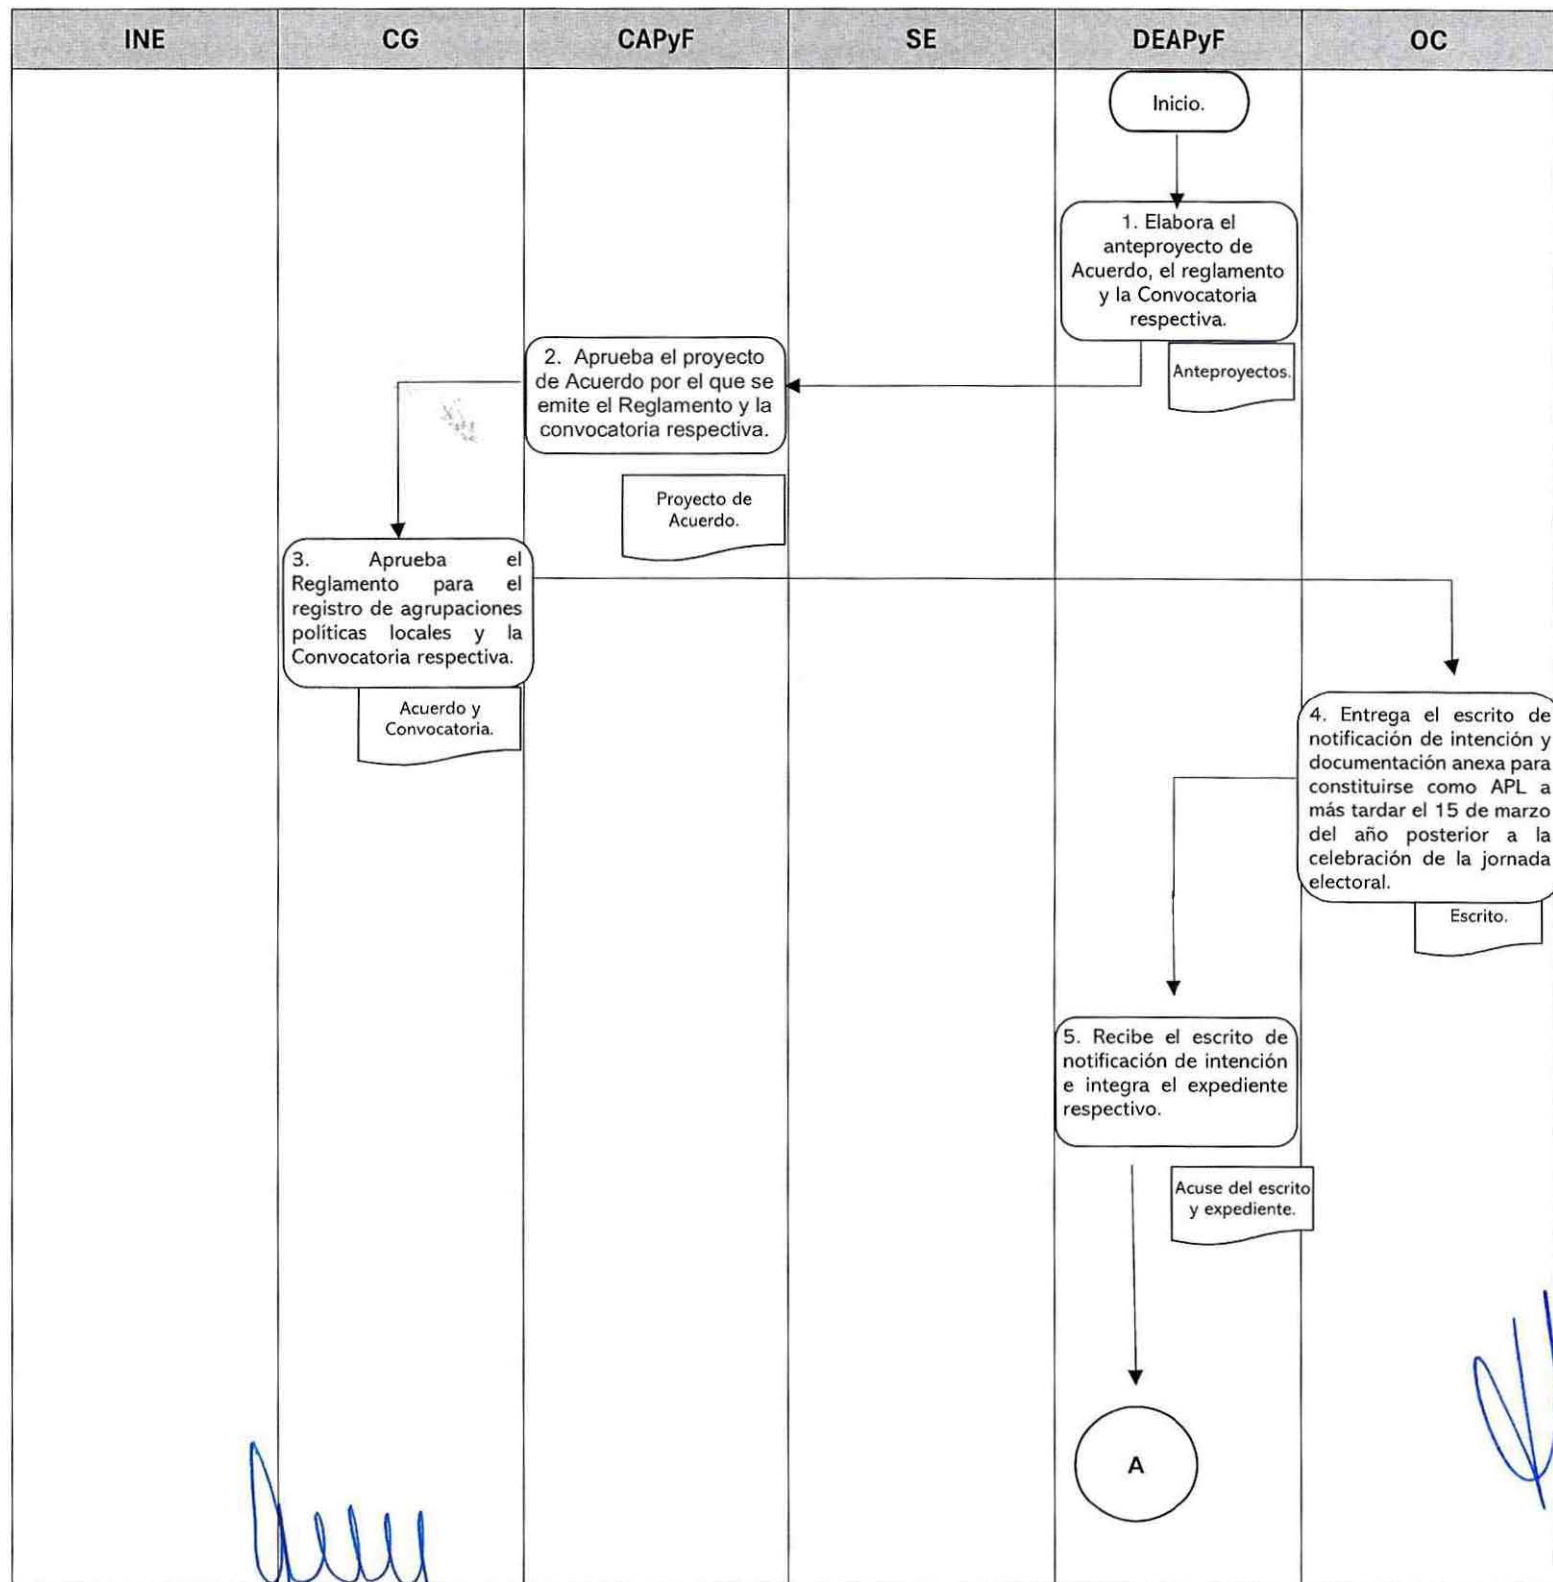 INE CG CAPyF SE DEAPyF OC
Inicio.
1. Elabora el
anteproyecto de
Acuerdo, el reglamento
y la Convocatoria
respectiva.
Anteproyectos.
2. Aprueba el proyecto
de Acuerdo por el que se
emite el Reglamento y la
convocatoria respectiva.
Proyecto de
Acuerdo.
3. Aprueba el
Reglamento para el
registro de agrupaciones
políticas locales y la
Convocatoria respectiva.
Acuerdo y
Convocatoria.
4. Entrega el escrito de
notificación de intención y
documentación anexa para
constituirse como APL a
más tardar el 15 de marzo
del año posterior a la
celebración de la jornada
electoral.
Escrito.
5. Recibe el escrito de
notificación de intención
e integra el expediente
respectivo.
Acuse del escrito
y expediente.
A